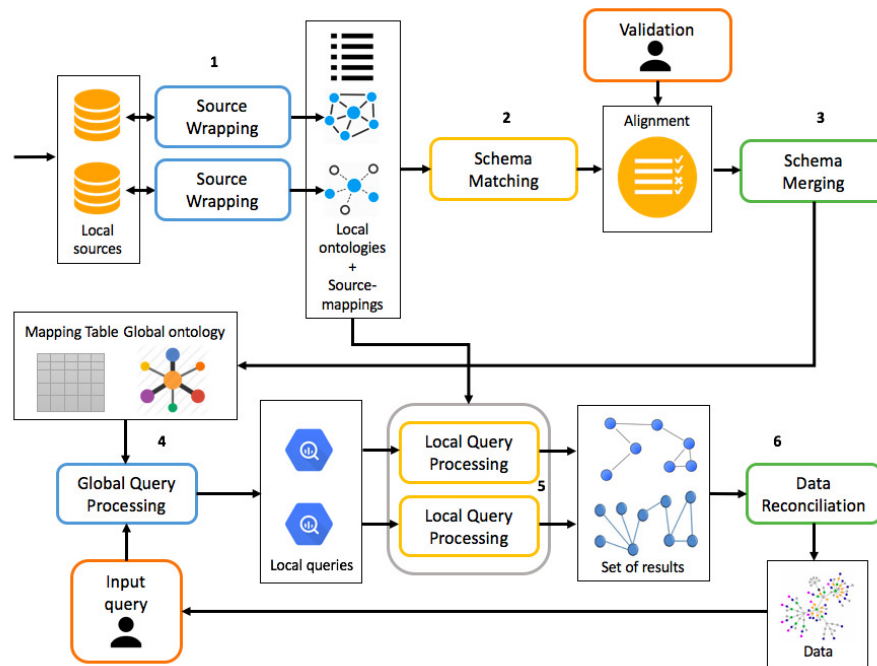 Validation
1
Source
Wrapping
2
Alignment
3
Schema
Matching
Schema
Merging
Source
Wrapping
Local
sources
Local
ontologies
+
Source-
mappings
Mapping Table Global ontology
4
Global Query
Processing
Local queries
Local Query
Processing
5
Local Query
Processing
Set of results
6
Data
Reconciliation
Input
query
Data